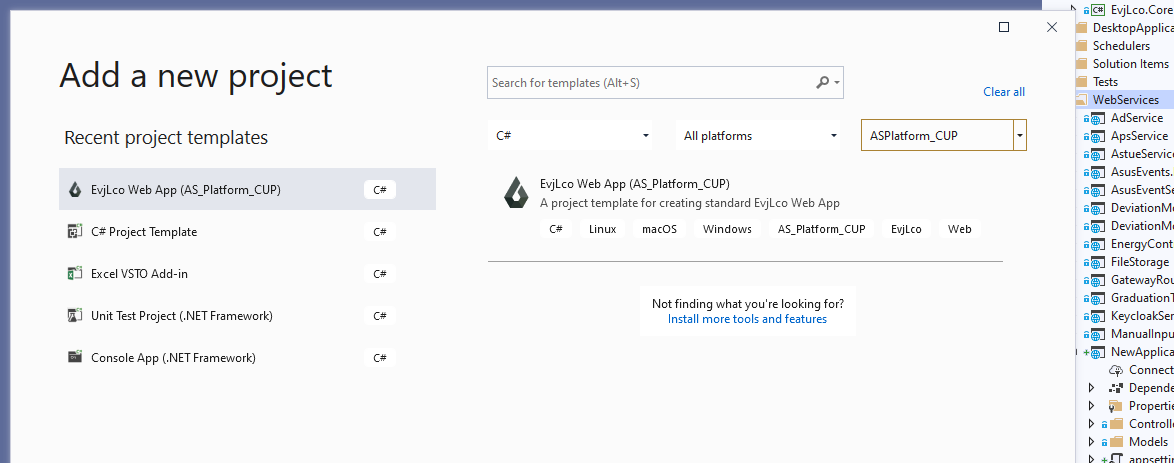 Add a new project
Search for templates (Alt+S)
Clear all
Recent project templates
C#
All platforms
ASPlatform_CUP
EvjLco Web App (AS_Platform_CUP)
C#
C# Project Template
C#
Excel VSTO Add-in
C#
Unit Test Project (.NET Framework)
C#
Console App (.NET Framework)
C#
EvjLco Web App (AS_Platform_CUP)
A project template for creating standard EvjLco Web App
C# Linux macOS Windows AS_Platform_CUP EvjLco Web
Not finding what you're looking for?
Install more tools and features
C# EvjLco.Core
DesktopApplica
Schedulers
Solution Items
Tests
WebServices
AdService
ApsService
AstueService
AsusEvents.
AsusEventSe
DeviationMo
DeviationMo
EnergyCont
FileStorage
GatewayRou
GraduationT
KeycloakSer
ManualInpu
NewApplica
Connect
Depende
Propertie
Controlle
Models
appsettin